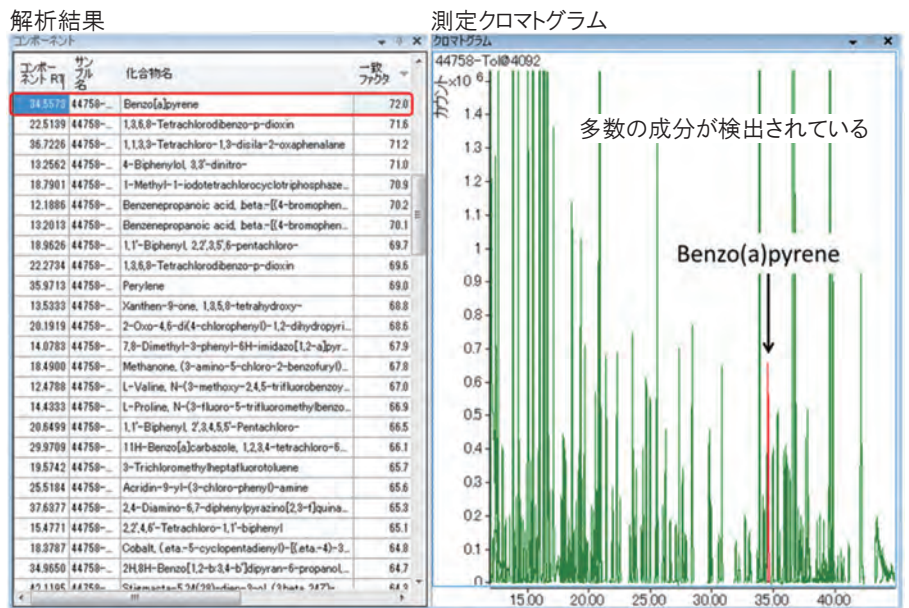 解析結果
コンポーネント
コンポーネント RT サンプル名 化合物名 一致ファクタ
34.5573 44758-... Benzo[a]pyrene 72.0
22.5139 44758-... 1,3,6,8-Tetrachlorodibenzo-p-dioxin 71.6
36.7226 44758-... 1,1,3,3-Tetrachloro-1,3-disila-2-oxaphenalane 71.2
13.2562 44758-... 4-Biphenylol, 3,3'-dinitro- 71.0
18.7901 44758-... 1-Methyl-1-iodotetrachlorocyclotriphosphaze... 70.9
12.1886 44758-... Benzenepropanoic acid, beta.-[(4-bromophen... 70.2
13.2013 44758-... Benzenepropanoic acid, beta.-[(4-bromophen... 70.1
18.9626 44758-... 1,1'-Biphenyl, 2,2',3,5',6-pentachloro- 69.7
22.2734 44758-... 1,3,6,8-Tetrachlorodibenzo-p-dioxin 69.6
35.9713 44758-... Perylene 69.0
13.5333 44758-... Xanthen-9-one, 1,3,5,8-tetrahydroxy- 68.8
20.1919 44758-... 2-Oxo-4,6-di(4-chlorophenyl)-1,2-dihydropyri... 68.6
14.0783 44758-... 7,8-Dimethyl-3-phenyl-6H-imidazo[1,2-a]pyr... 67.9
18.4900 44758-... Methanone, (3-amino-5-chloro-2-benzofuryl)... 67.8
12.4788 44758-... L-Valine, N-(3-methoxy-2,4,5-trifluorobenzoy... 67.0
14.4333 44758-... L-Proline, N-(3-fluoro-5-trifluoromethylbenzo... 66.9
20.6499 44758-... 1,1'-Biphenyl, 2',3,4,5,5'-Pentachloro- 66.5
29.9709 44758-... 11H-Benzo[a]carbazole, 1,2,3,4-tetrachloro-6... 66.1
19.5742 44758-... 3-Trichloromethylheptafluorotoluene 65.7
25.5184 44758-... Acridin-9-yl-(3-chloro-phenyl)-amine 65.6
37.6377 44758-... 2,4-Diamino-6,7-diphenylpyrazino[2,3-f]quina... 65.3
15.4771 44758-... 2,2',4,6'-Tetrachloro-1,1'-biphenyl 65.1
18.3787 44758-... Cobalt, (.eta.-5-cyclopentadienyl)-[(.eta.-4)-3... 64.8
34.9650 44758-... 2H,8H-Benzo[1,2-b:3,4-b']dipyran-6-propanol,... 64.7
42.1195 44758-... Stigmasta-5,24(28)-dien-3-ol, (3.beta.,24Z)- 64.3
測定クロマトグラム
クロマトグラム
44758-Tol@4092
カウント ×10 6
多数の成分が検出されている
Benzo(a)pyrene
1.4
1.3
1.2
1.1
1
0.9
0.8
0.7
0.6
0.5
0.4
0.3
0.2
0.1
0
15.00 20.00 25.00 30.00 35.00 40.00